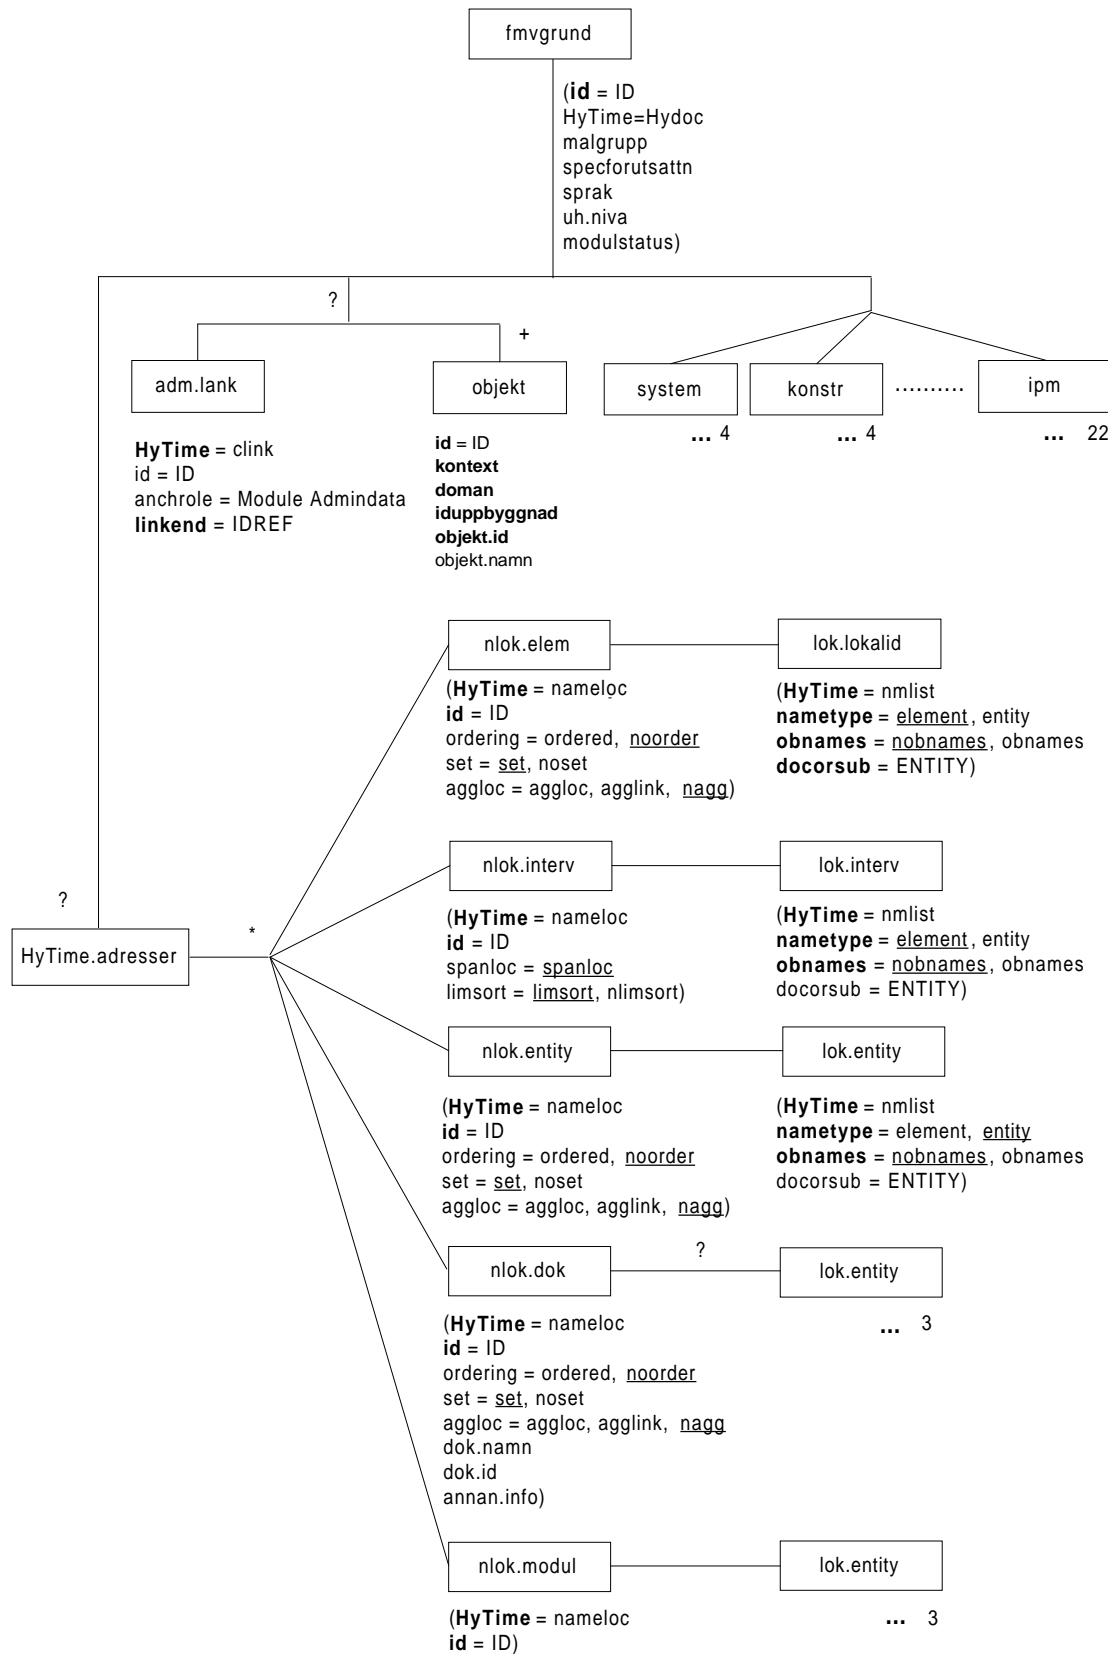 fmvgrund
(id = ID
HyTime=Hydoc
malgrupp
specforutsattn
sprak
uh.niva
modulstatus)
?
+
adm.lank
objekt
system
konstr
..........
ipm
... 4
... 4
... 22
HyTime = clink
id = ID
anchrole = Module Admindata
linkend = IDREF
id = ID
kontext
doman
iduppbyggnad
objekt.id
objekt.namn
nlok.elem
lok.lokalid
(HyTime = nameloc
id = ID
ordering = ordered, noorder
set = set, noset
aggloc = aggloc, agglink, nagg)
(HyTime = nmlist
nametype = element, entity
obnames = nobnames, obnames
docorsub = ENTITY)
nlok.interv
lok.interv
?
*
HyTime.adresser
(HyTime = nameloc
id = ID
spanloc = spanloc
limsort = limsort, nlimsort)
(HyTime = nmlist
nametype = element, entity
obnames = nobnames, obnames
docorsub = ENTITY)
nlok.entity
lok.entity
(HyTime = nameloc
id = ID
ordering = ordered, noorder
set = set, noset
aggloc = aggloc, agglink, nagg)
(HyTime = nmlist
nametype = element, entity
obnames = nobnames, obnames
docorsub = ENTITY)
?
nlok.dok
lok.entity
... 3
(HyTime = nameloc
id = ID
ordering = ordered, noorder
set = set, noset
aggloc = aggloc, agglink, nagg
dok.namn
dok.id
annan.info)
nlok.modul
lok.entity
... 3
(HyTime = nameloc
id = ID)